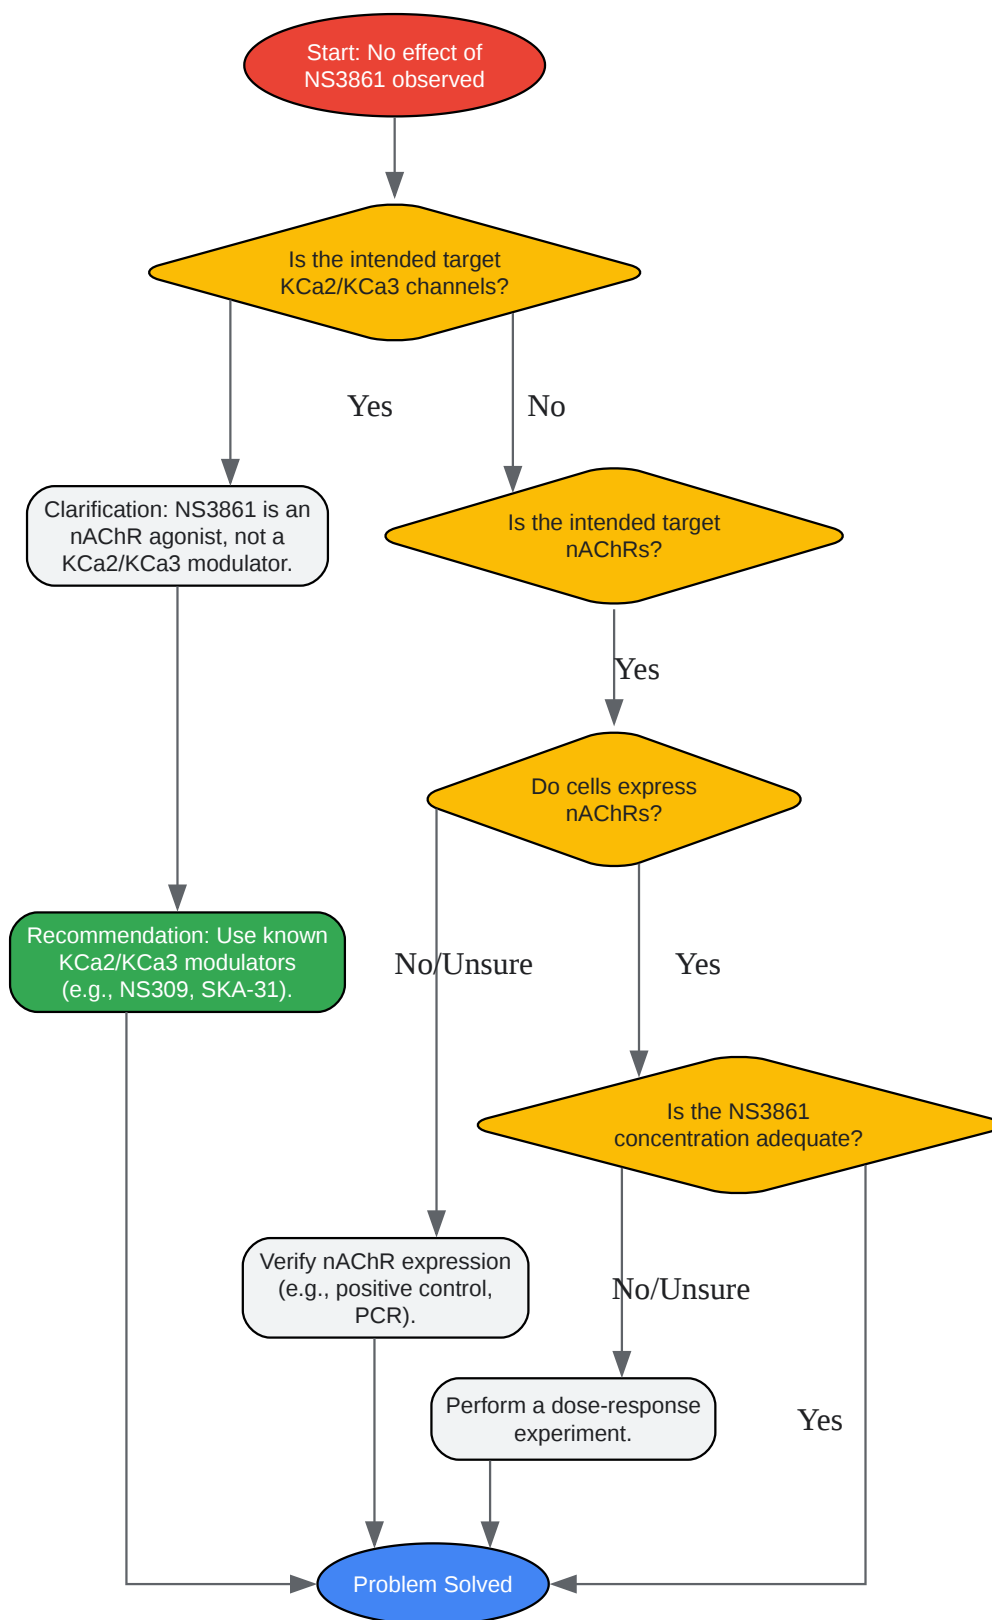 Start: No effect of
NS3861 observed
Is the intended target
KCa2/KCa3 channels?
Yes
No
Clarification: NS3861 is an
nAChR agonist, not a
KCa2/KCa3 modulator.
Is the intended target
nAChRs?
Yes
Do cells express
nAChRs?
Recommendation: Use known
KCa2/KCa3 modulators
(e.g., NS309, SKA-31).
No/Unsure
Yes
Is the NS3861
concentration adequate?
Verify nAChR expression
(e.g., positive control,
PCR).
No/Unsure
Perform a dose-response
experiment.
Yes
Problem Solved